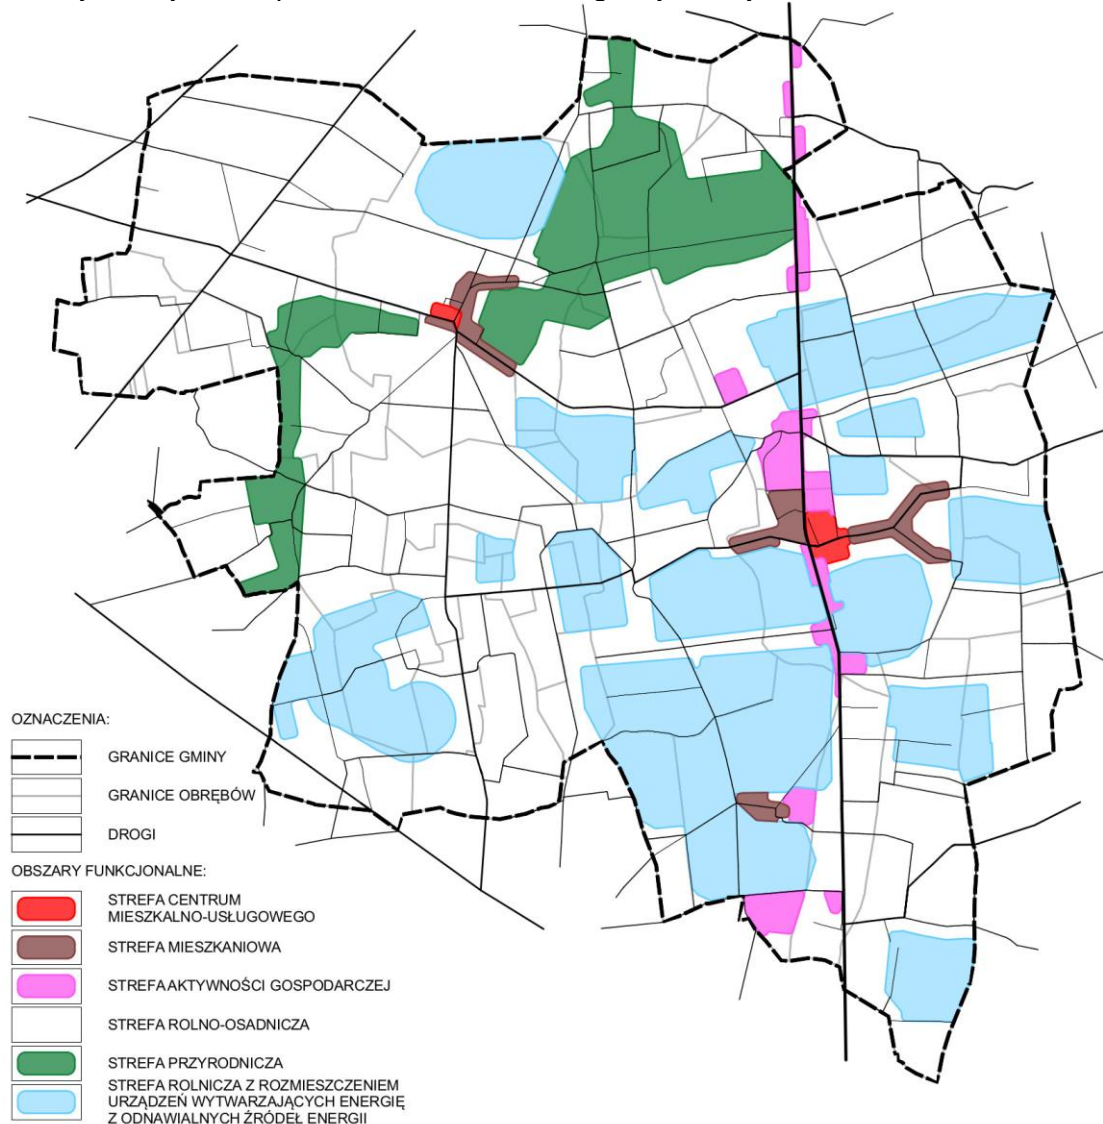 OZNACZENIA:
GRANICE GMINY
GRANICE OBRĘBÓW
DROGI
OBSZARY FUNKCJONALNE:
STREFA CENTRUM
MIESZKALNO-USŁUGOWEGO
STREFA MIESZKANIOWA
STREFA AKTYWNOŚCI GOSPODARCZEJ
STREFA ROLNO-OSADNICZA
STREFA PRZYRODNICZA
STREFA ROLNICZA Z ROZMIESZCZENIEM
URZĄDZEŃ WYTWARZAJĄCYCH ENERGIĘ
Z ODNAWIALNYCH ŹRÓDEŁ ENERGII